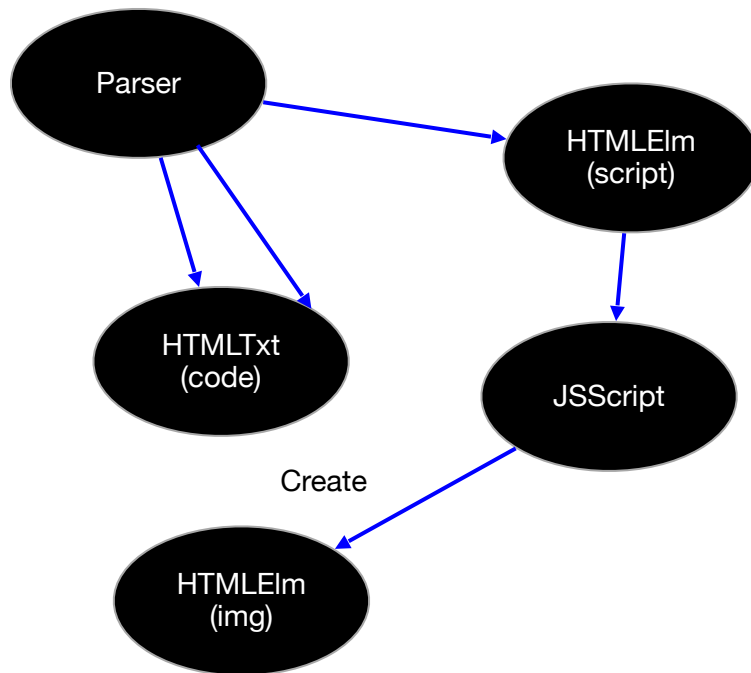 Parser
HTMLElm
(script)
HTMLTxt
(code)
JSScript
Create
HTMLElm
(img)